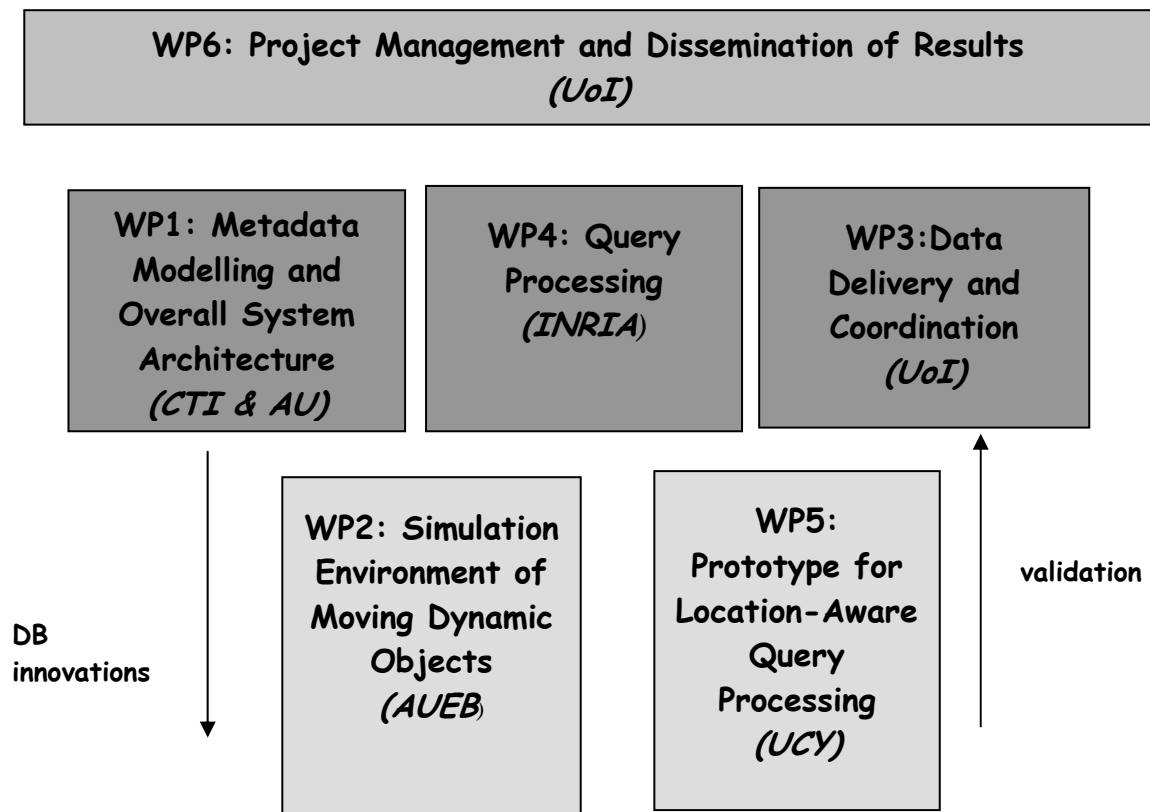 WP6: Project Management and Dissemination of Results
(UoI)
WP1: Metadata
Modelling and
Overall System
Architecture
(CTI & AU)
WP4: Query
Processing
(INRIA)
WP3:Data
Delivery and
Coordination
(UoI)
DB
innovations
WP2: Simulation
Environment of
Moving Dynamic
Objects
(AUEB)
WP5:
Prototype for
Location-Aware
Query
Processing
(UCY)
validation